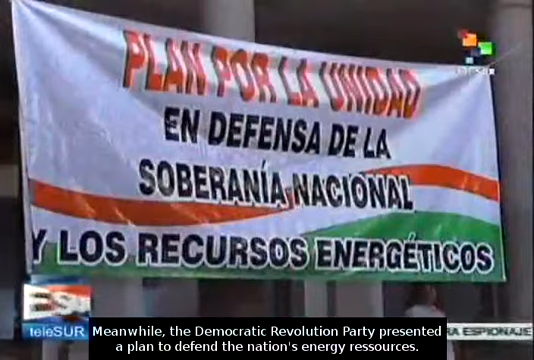 PLAN POR LA UNIDAD
EN DEFENSA DE LA
SOBERANÍA NACIONAL
Y LOS RECURSOS ENERGÉTICOS
teleSUR
RA ESPIONAJE
Meanwhile, the Democratic Revolution Party presented
a plan to defend the nation's energy ressources.